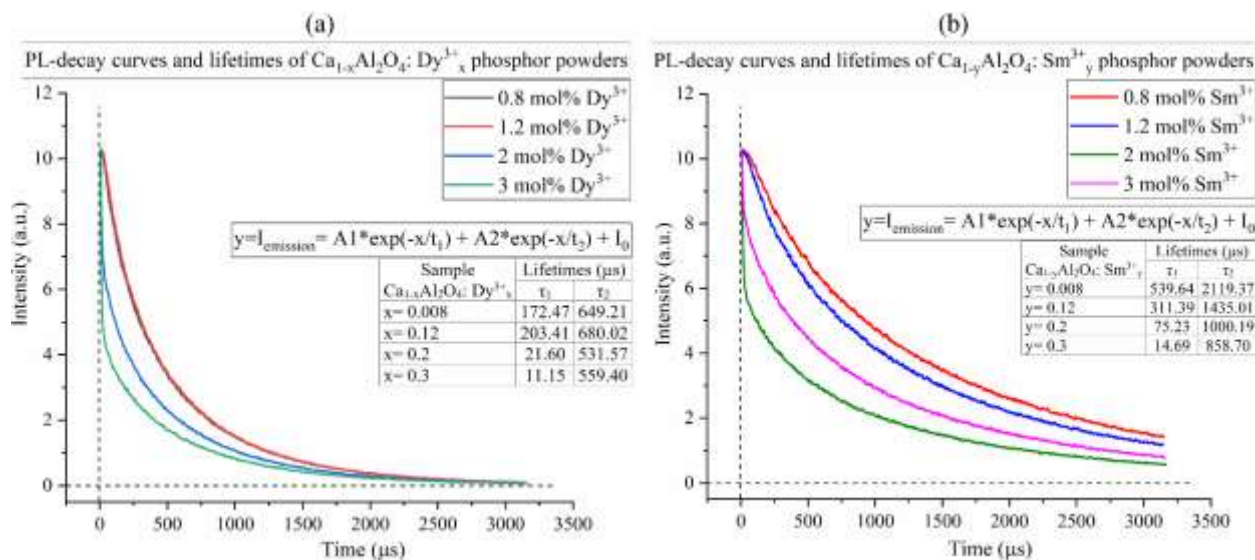 (a)
PL-decay curves and lifetimes of Ca₁₋ₓAl₂O₄: Dy³⁺ₓ phosphor powders
12
10
8
6
4
2
0
Intensity (a.u.)
0.8 mol% Dy³⁺
1.2 mol% Dy³⁺
2 mol% Dy³⁺
3 mol% Dy³⁺
y=I_emission= A1*exp(-x/t₁) + A2*exp(-x/t₂) + I₀
Sample Lifetimes (µs)
Ca₁₋ₓAl₂O₄: Dy³⁺ₓ τ₁ τ₂
x= 0.008 172.47 649.21
x= 0.12 203.41 680.02
x= 0.2 21.60 531.57
x= 0.3 11.15 559.40
0 500 1000 1500 2000 2500 3000 3500
Time (µs)
(b)
PL-decay curves and lifetimes of Ca₁₋ᵧAl₂O₄: Sm³⁺ᵧ phosphor powders
12
10
8
6
4
2
0
Intensity (a.u.)
0.8 mol% Sm³⁺
1.2 mol% Sm³⁺
2 mol% Sm³⁺
3 mol% Sm³⁺
y=I_emission= A1*exp(-x/t₁) + A2*exp(-x/t₂) + I₀
Sample Lifetimes (µs)
Ca₁₋ᵧAl₂O₄: Sm³⁺ᵧ τ₁ τ₂
y= 0.008 539.64 2119.37
y= 0.12 311.39 1435.01
y= 0.2 75.23 1000.19
y= 0.3 14.69 858.70
0 500 1000 1500 2000 2500 3000 3500
Time (µs)